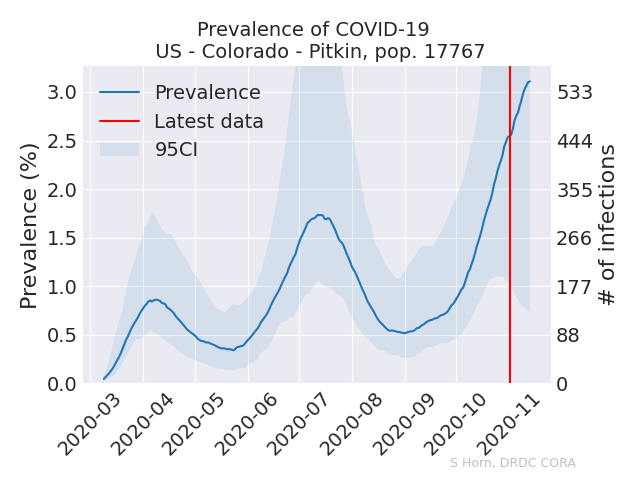 Prevalence of COVID-19
US - Colorado - Pitkin, pop. 17767
Prevalence
Latest data
95CI
Prevalence (%)
3.0
2.5
2.0
1.5
1.0
0.5
0.0
533
444
355
266
177
88
0
# of infections
2020-03
2020-04
2020-05
2020-06
2020-07
2020-08
2020-09
2020-10
2020-11
S Horn, DRDC CORA